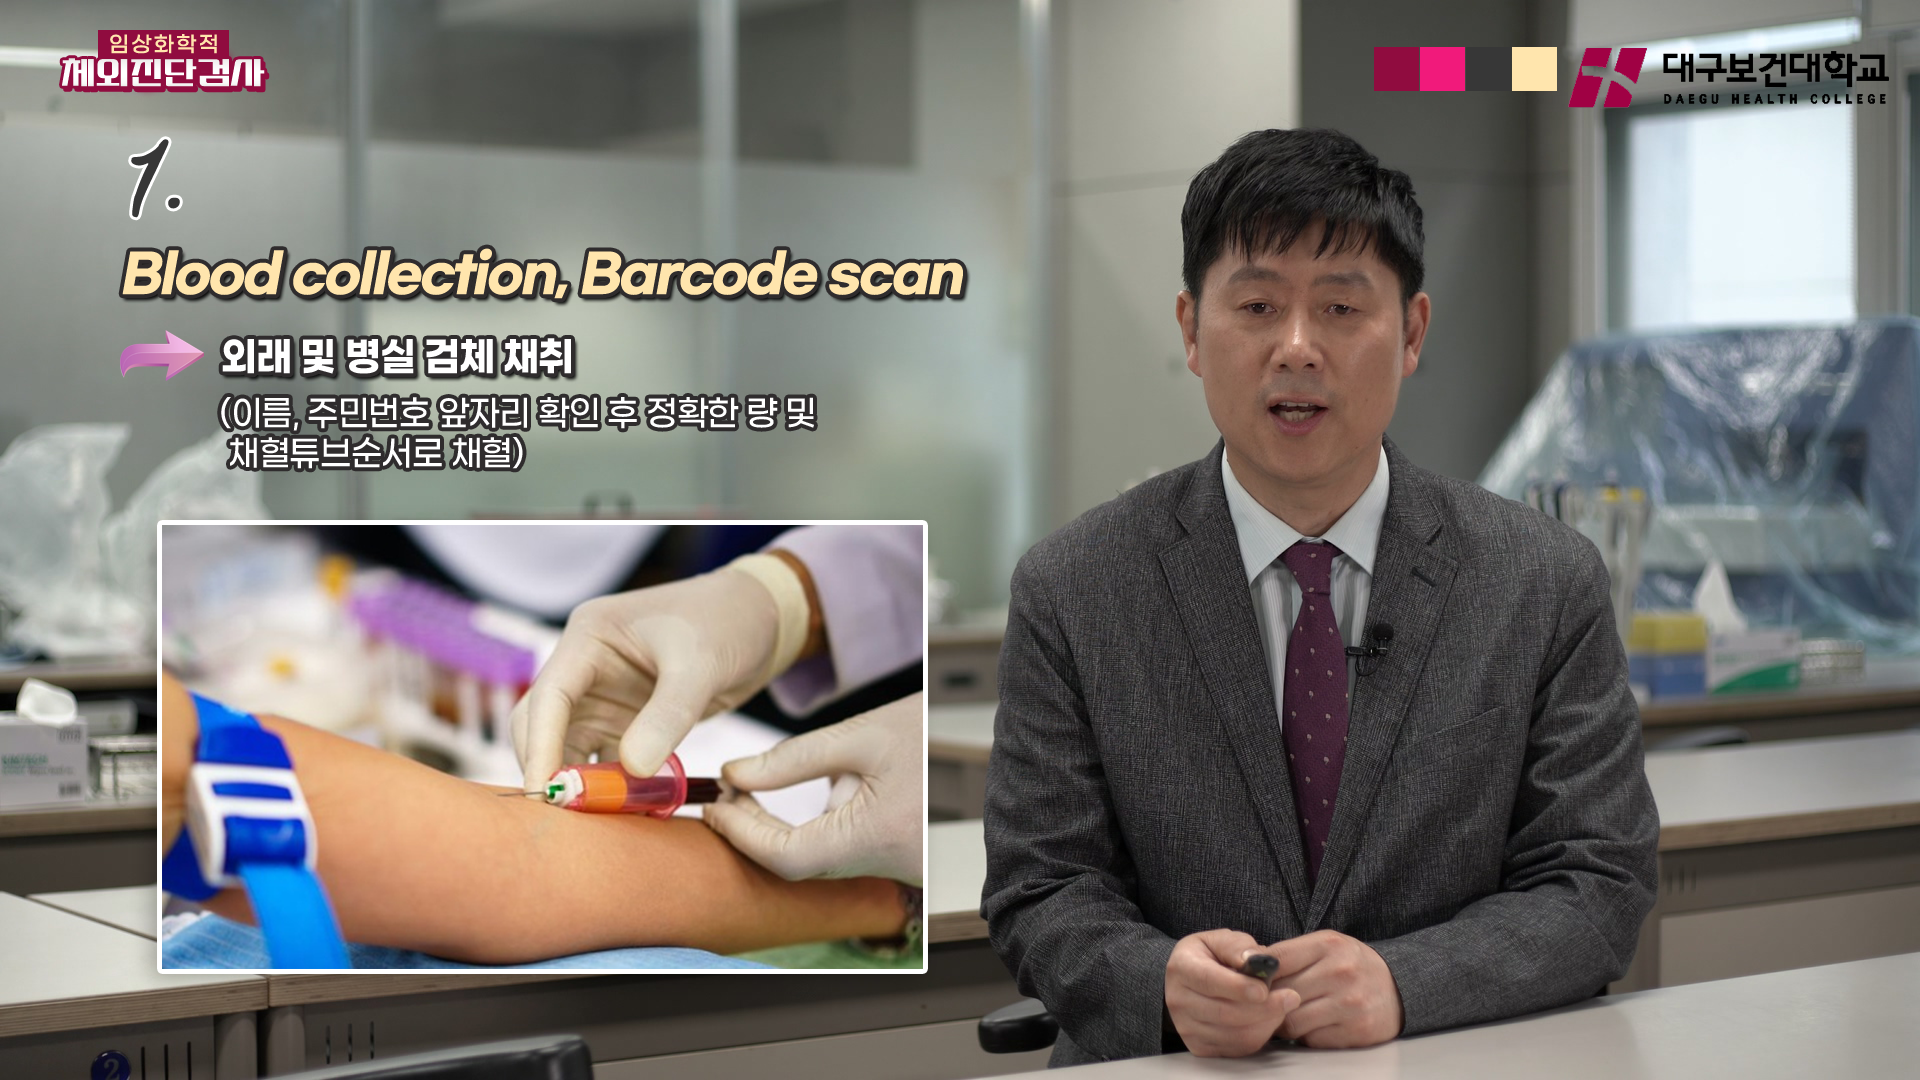 임상화학적
체외진단검사
대구보건대학교
DAEGU HEALTH COLLEGE
1.
Blood collection, Barcode scan
외래 및 병실 검체 채취
(이름, 주민번호 앞자리 확인 후 정확한 량 및
채혈튜브순서로 채혈)
2